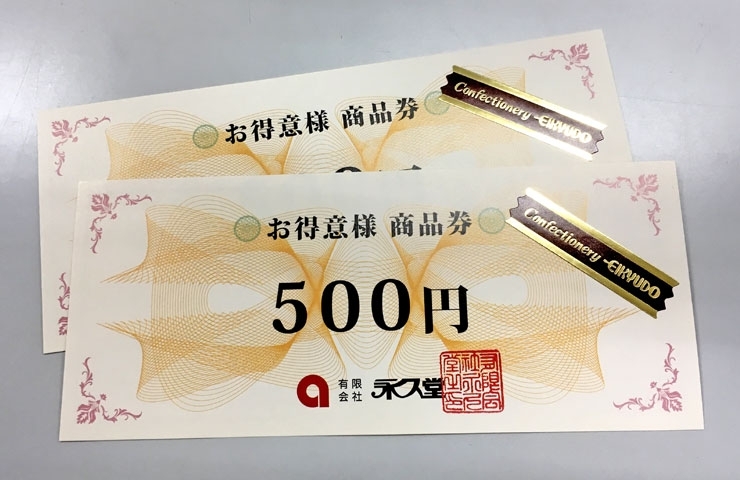 お得意様 商品券
Confectionery -EIKYUDO
お得意様 商品券
Confectionery -EIKYUDO
500円
有限
会社
永久堂